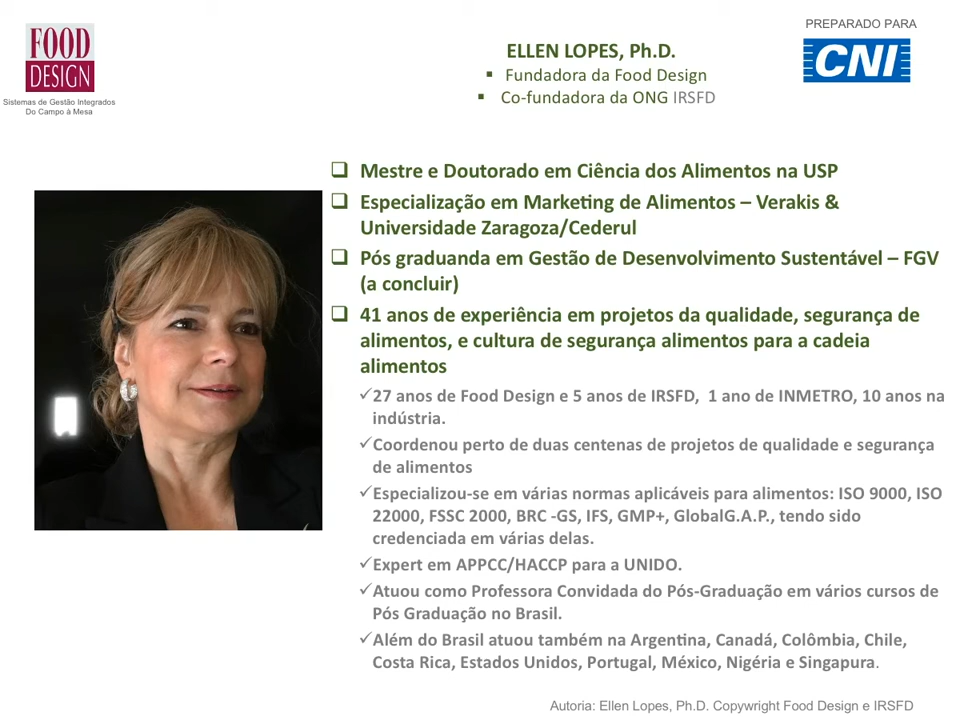 FOOD
DESIGN
Sistemas de Gestão Integrados
Do Campo à Mesa
ELLEN LOPES, Ph.D.
▪ Fundadora da Food Design
▪ Co-fundadora da ONG IRSFD
PREPARADO PARA
CNI
❑ Mestre e Doutorado em Ciência dos Alimentos na USP
❑ Especialização em Marketing de Alimentos – Verakis &
Universidade Zaragoza/Cederul
❑ Pós graduanda em Gestão de Desenvolvimento Sustentável – FGV
(a concluir)
❑ 41 anos de experiência em projetos da qualidade, segurança de
alimentos, e cultura de segurança alimentos para a cadeia
alimentos
✓27 anos de Food Design e 5 anos de IRSFD, 1 ano de INMETRO, 10 anos na
indústria.
✓Coordenou perto de duas centenas de projetos de qualidade e segurança
de alimentos
✓Especializou-se em várias normas aplicáveis para alimentos: ISO 9000, ISO
22000, FSSC 2000, BRC -GS, IFS, GMP+, GlobalG.A.P., tendo sido
credenciada em várias delas.
✓Expert em APPCC/HACCP para a UNIDO.
✓Atuou como Professora Convidada do Pós-Graduação em vários cursos de
Pós Graduação no Brasil.
✓Além do Brasil atuou também na Argentina, Canadá, Colômbia, Chile,
Costa Rica, Estados Unidos, Portugal, México, Nigéria e Singapura.
Autoria: Ellen Lopes, Ph.D. Copywright Food Design e IRSFD